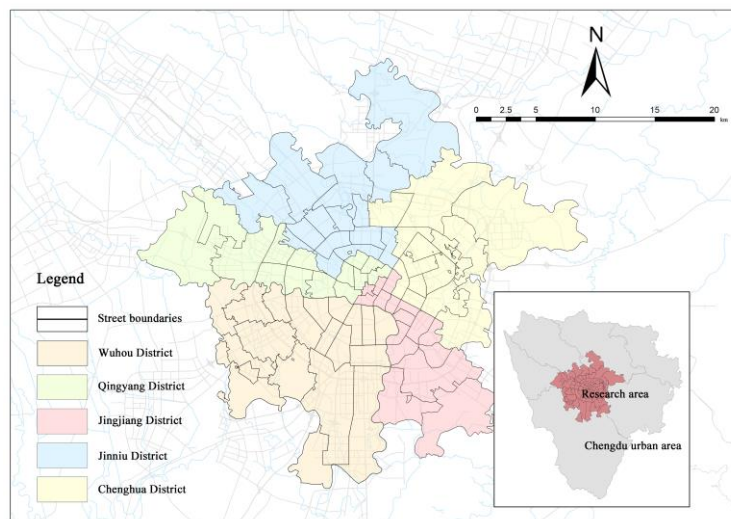 N
0 2.5 5 10 15 20
km
Legend
Street boundaries
Wuhou District
Qingyang District
Jingjiang District
Jinniu District
Chenghua District
Research area
Chengdu urban area